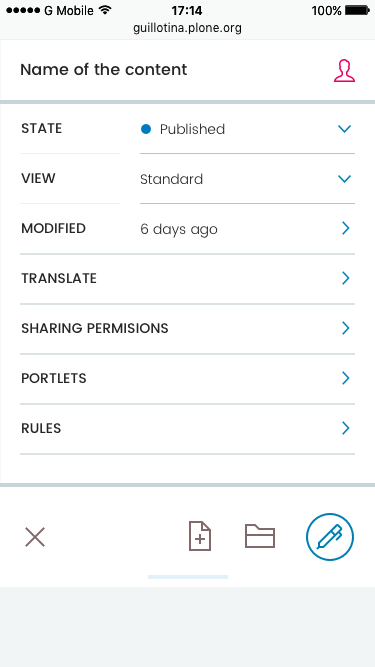 G Mobile 17:14 100%
guillotina.plone.org
Name of the content
STATE Published
VIEW Standard
MODIFIED 6 days ago
TRANSLATE
SHARING PERMISIONS
PORTLETS
RULES